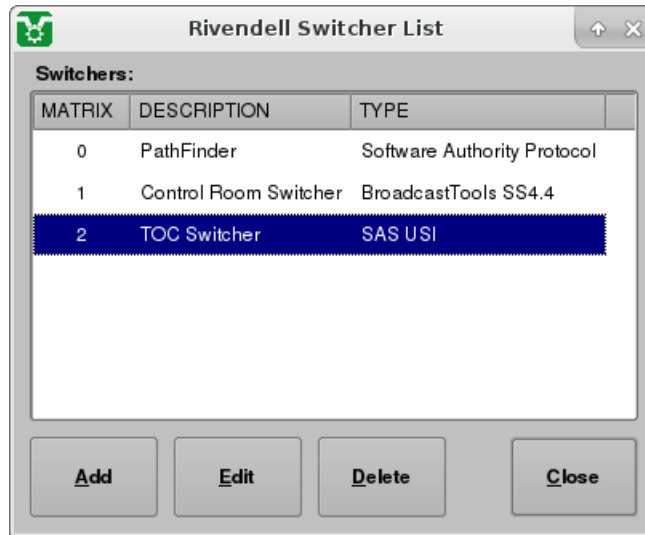 Rivendell Switcher List
Switchers:
MATRIX DESCRIPTION TYPE
0 PathFinder Software Authority Protocol
1 Control Room Switcher BroadcastTools SS4.4
2 TOC Switcher SAS USI
Add Edit Delete Close